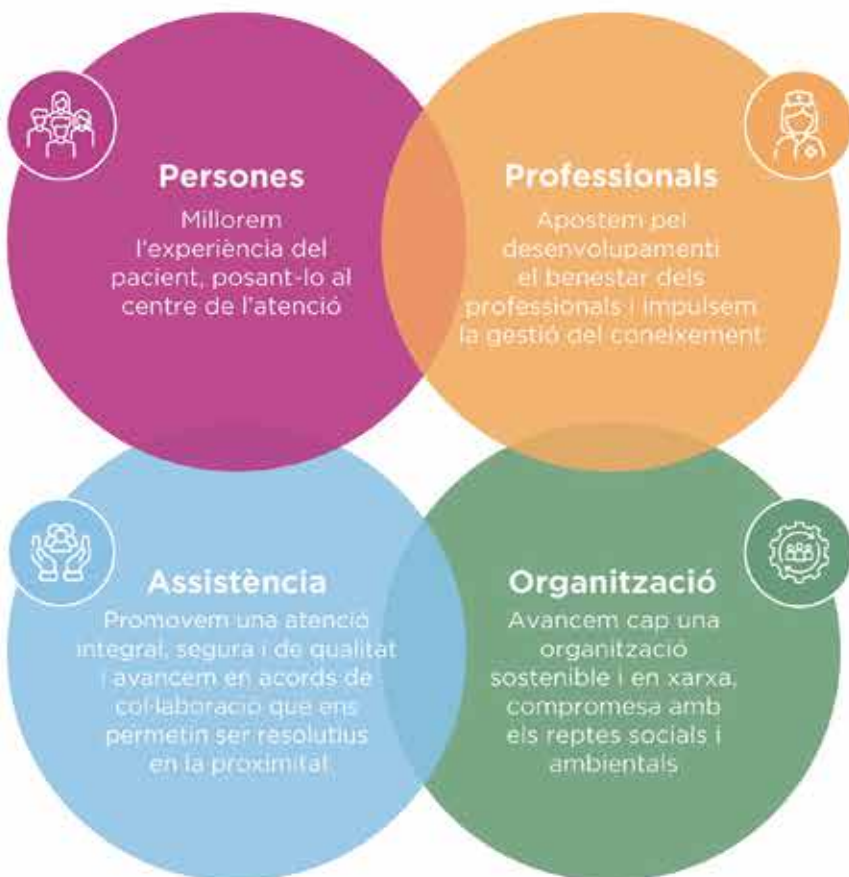 Persones
Millorem
l'experiència del
pacient, posant-lo al
centre de l'atenció
Professionals
Apostem pel
desenvolupamenti
el benestar dels
professionals i impulsem
la gestió del coneixement
Assistència
Promovem una atenció
integral, segura i de qualitat
i avancem en acords de
col·laboració que ens
permetin ser resolutius
en la proximitat
Organització
Avancem cap una
organització
sostenible i en xarxa,
compromesa amb
els reptes socials i
ambientals